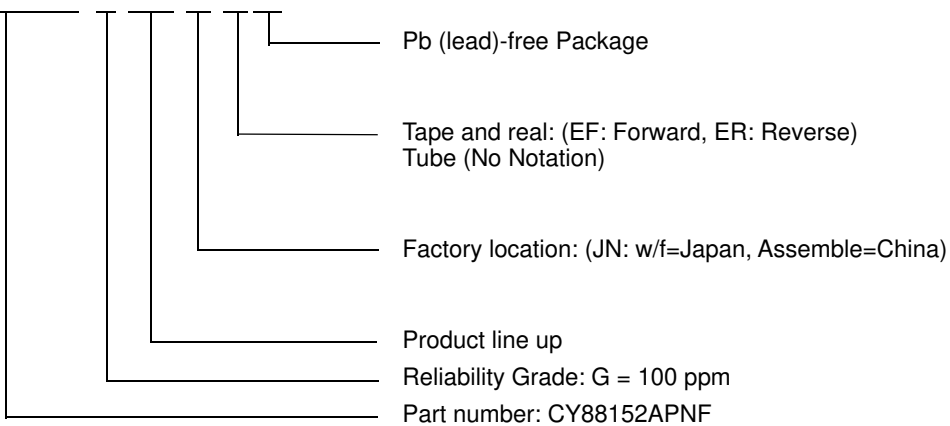 Pb (lead)-free Package
Tape and real: (EF: Forward, ER: Reverse)
Tube (No Notation)
Factory location: (JN: w/f=Japan, Assemble=China)
Product line up
Reliability Grade: G = 100 ppm
Part number: CY88152APNF